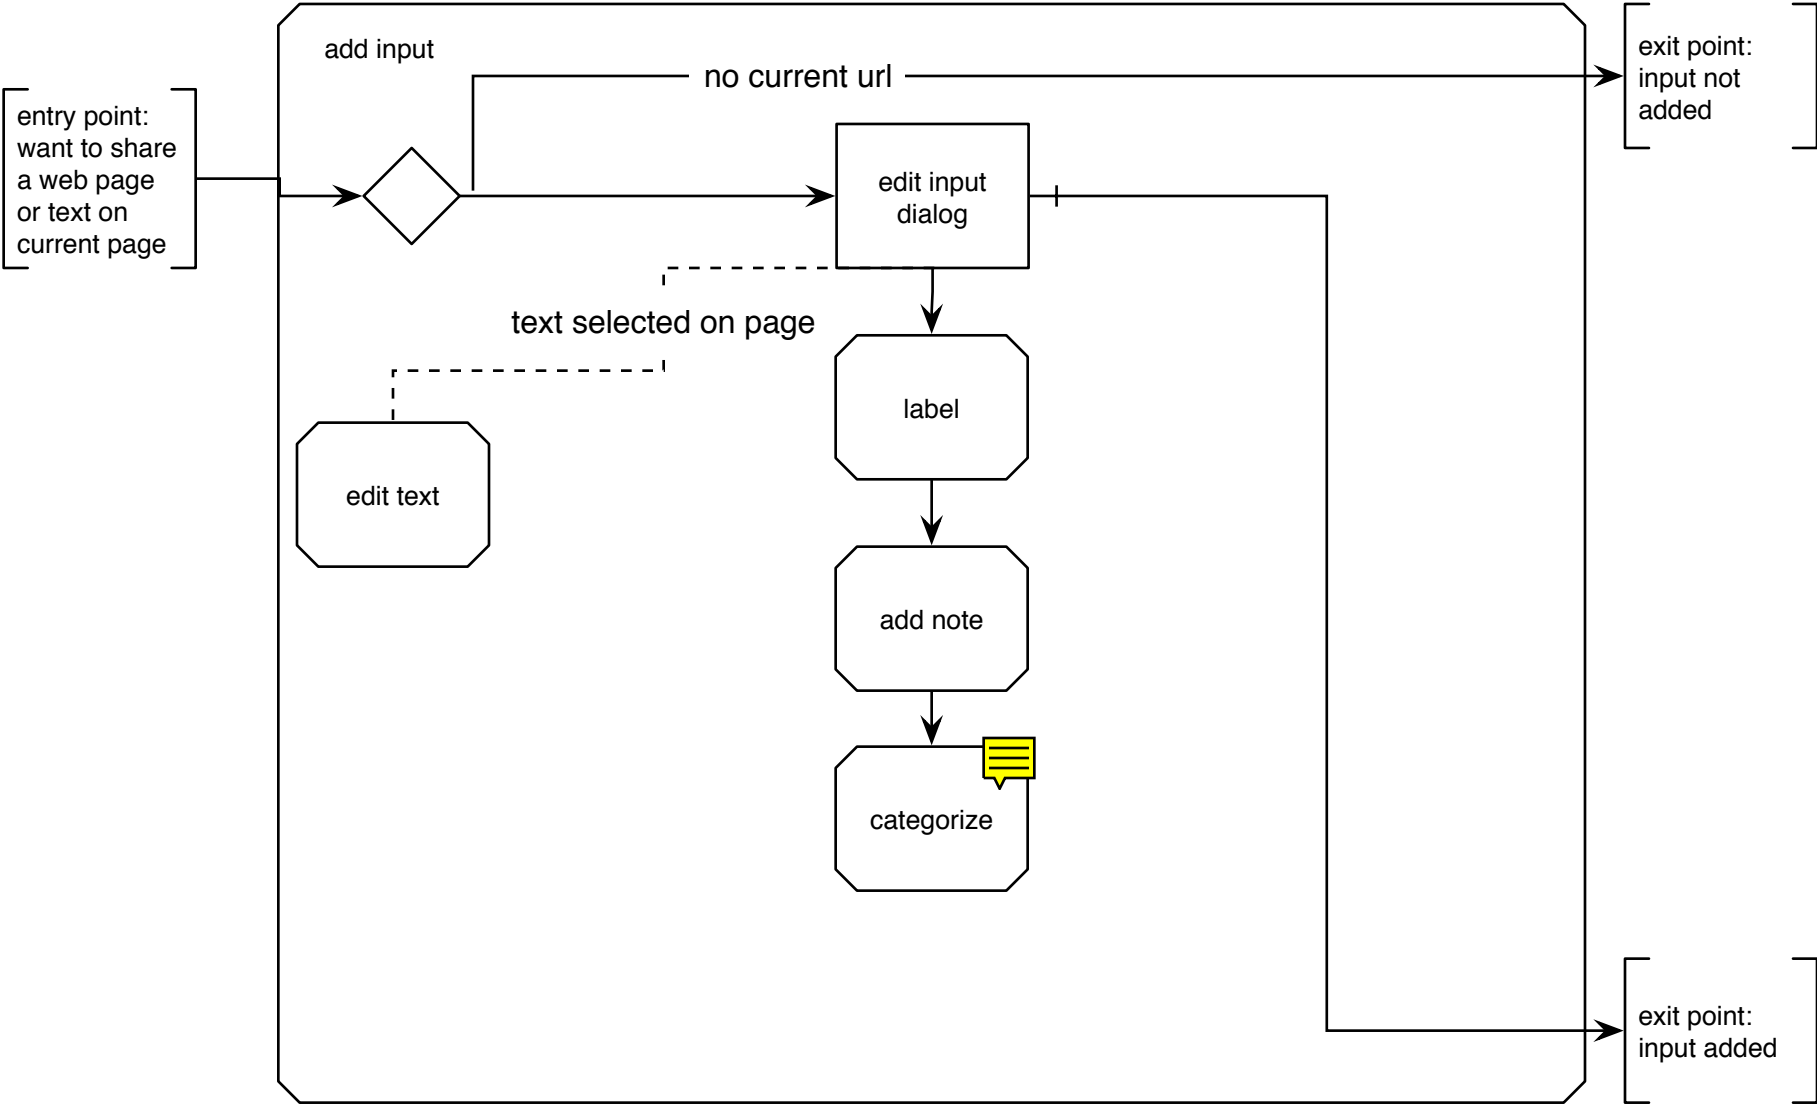 add input
no current url
exit point:
input not
added
entry point:
want to share
a web page
or text on
current page
edit input
dialog
text selected on page
label
edit text
add note
categorize
exit point:
input added